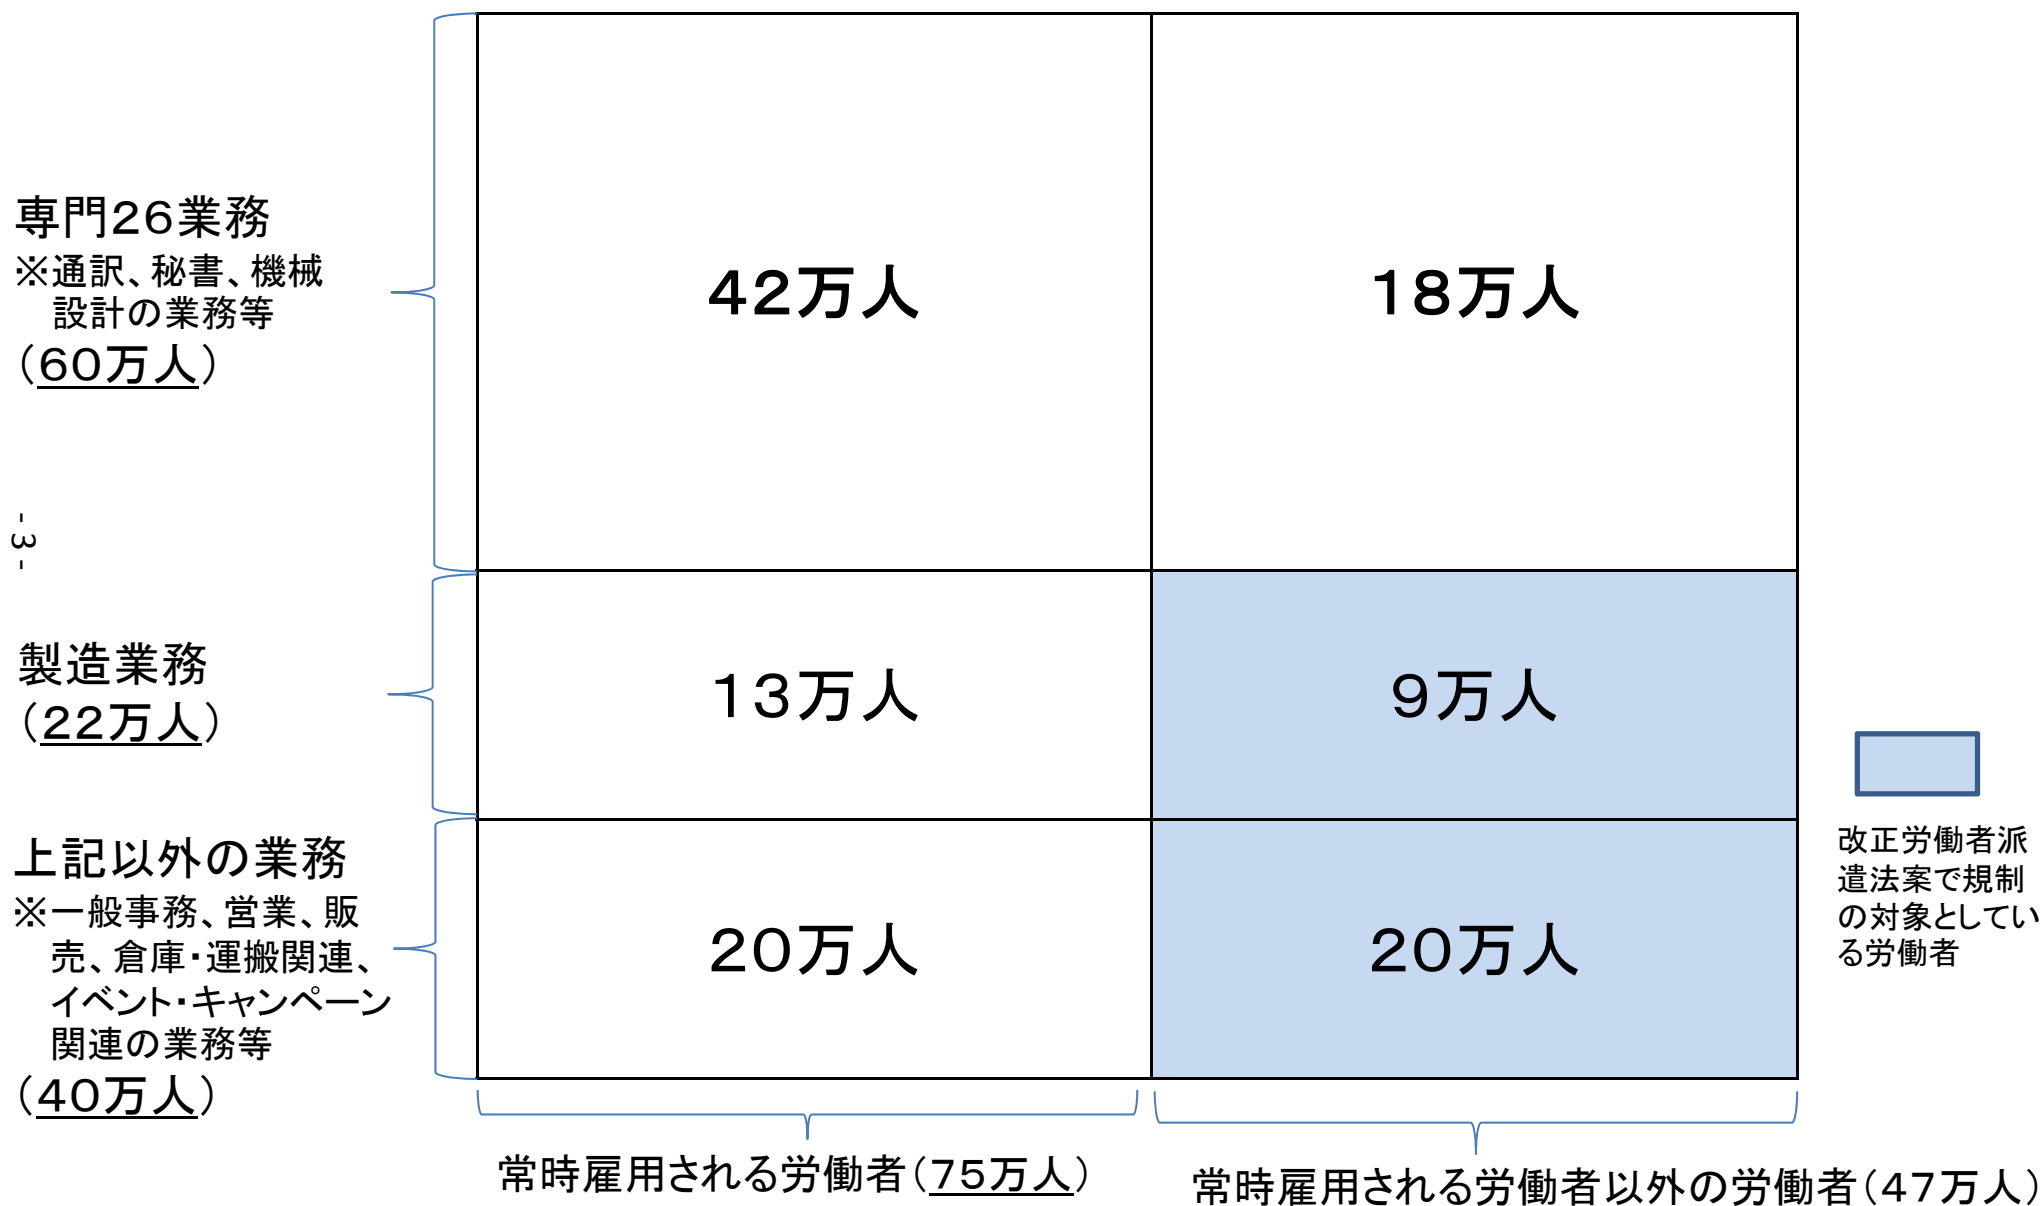 専門26業務
※通訳、秘書、機械
設計の業務等
(60万人)
42万人
18万人
-3-
製造業務
(22万人)
13万人
9万人
上記以外の業務
※一般事務、営業、販
売、倉庫・運搬関連、
イベント・キャンペーン
関連の業務等
(40万人)
20万人
20万人
改正労働者派
遣法案で規制
の対象としてい
る労働者
常時雇用される労働者(75万人)
常時雇用される労働者以外の労働者(47万人)